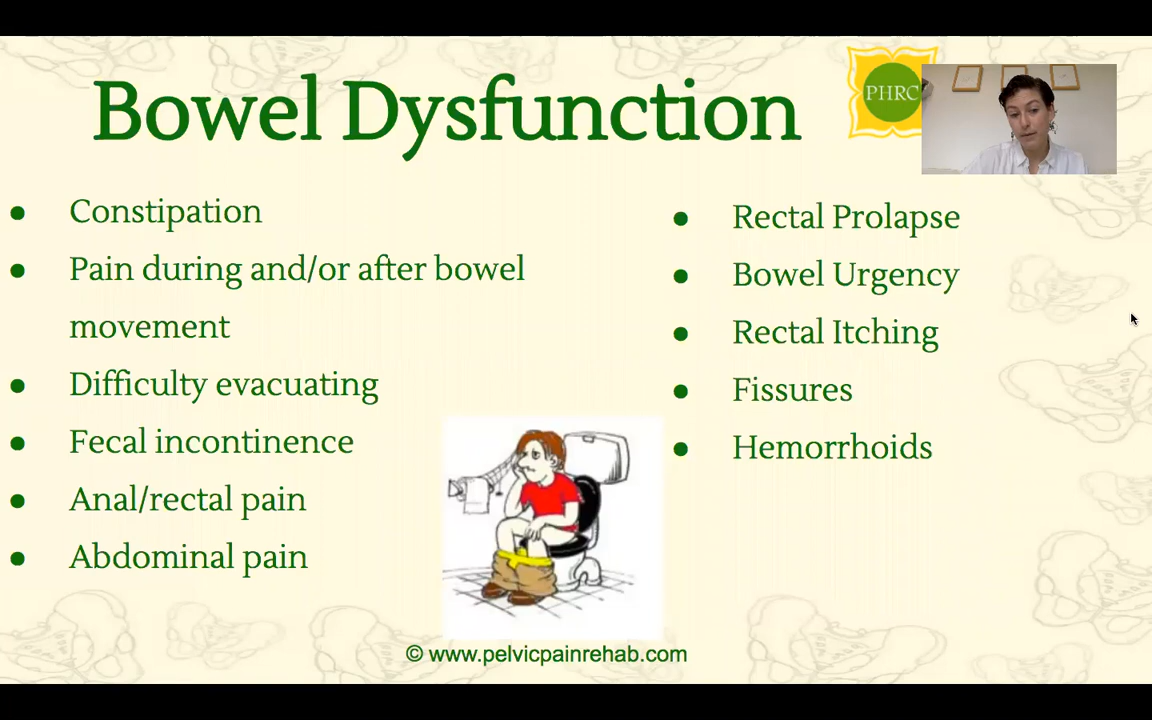 Bowel Dysfunction
PHRC
● Constipation
● Pain during and/or after bowel
movement
● Difficulty evacuating
● Fecal incontinence
● Anal/rectal pain
● Abdominal pain
● Rectal Prolapse
● Bowel Urgency
● Rectal Itching
● Fissures
● Hemorrhoids
© www.pelvicpainrehab.com